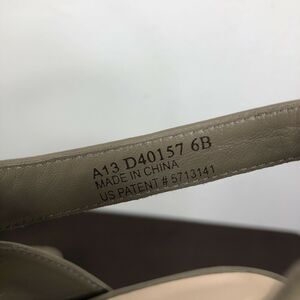 A13 D40157 6B
MADE IN CHINA
US PATENT # 5713141